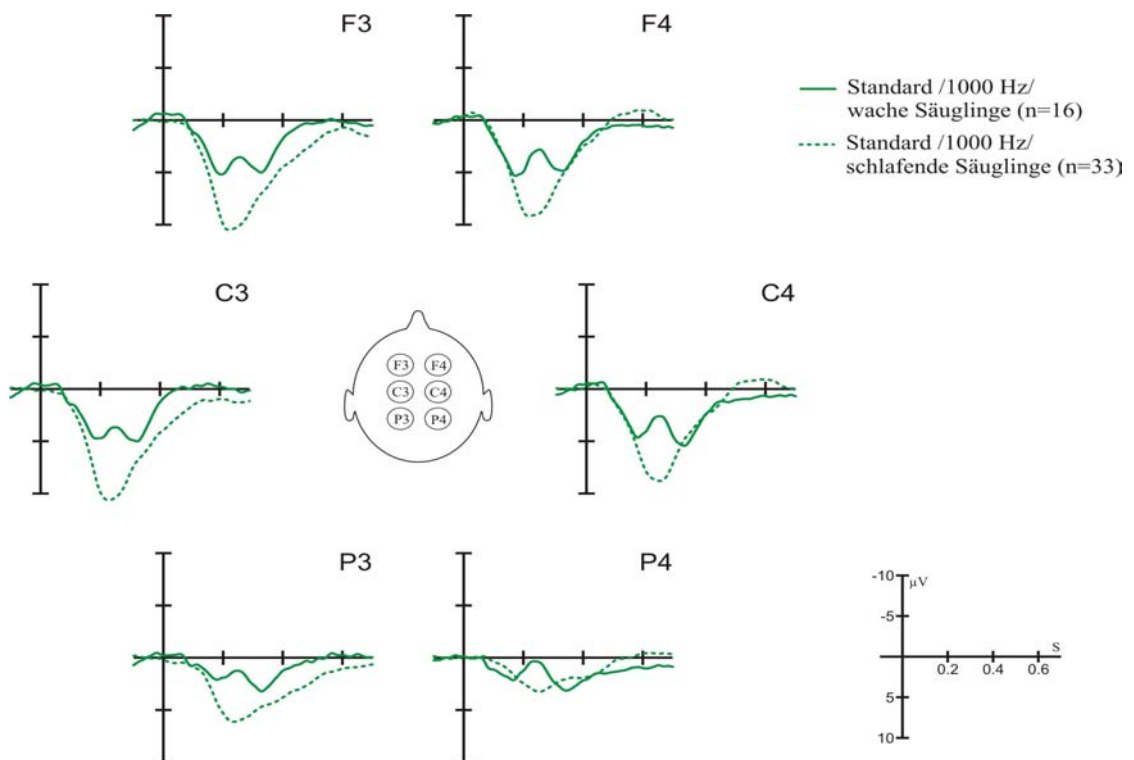 F3
F4
Standard /1000 Hz/
wache Säuglinge (n=16)
Standard /1000 Hz/
schlafende Säuglinge (n=33)
C3
C4
F3 F4
C3 C4
P3 P4
P3
P4
-10
µV
-5
S
0.2 0.4 0.6
5
10